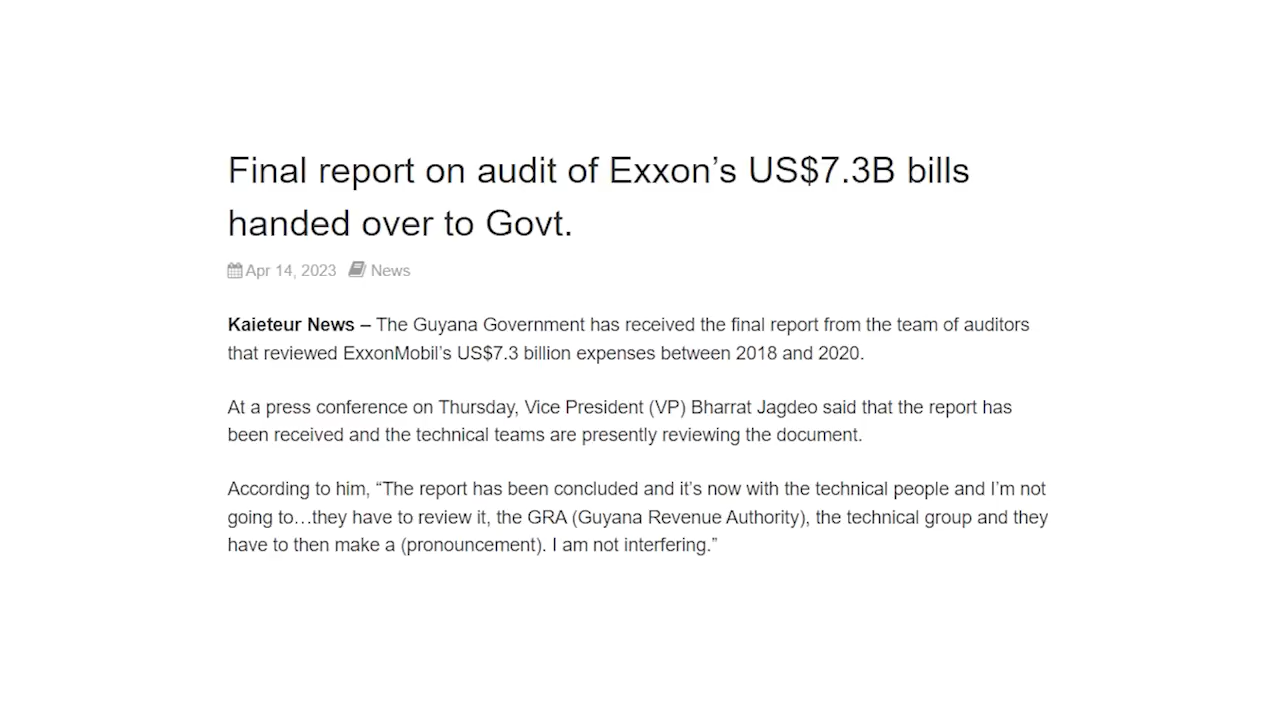 Final report on audit of Exxon’s US$7.3B bills
handed over to Govt.
Apr 14, 2023 News
Kaieteur News – The Guyana Government has received the final report from the team of auditors
that reviewed ExxonMobil’s US$7.3 billion expenses between 2018 and 2020.
At a press conference on Thursday, Vice President (VP) Bharrat Jagdeo said that the report has
been received and the technical teams are presently reviewing the document.
According to him, “The report has been concluded and it’s now with the technical people and I’m not
going to…they have to review it, the GRA (Guyana Revenue Authority), the technical group and they
have to then make a (pronouncement). I am not interfering.”